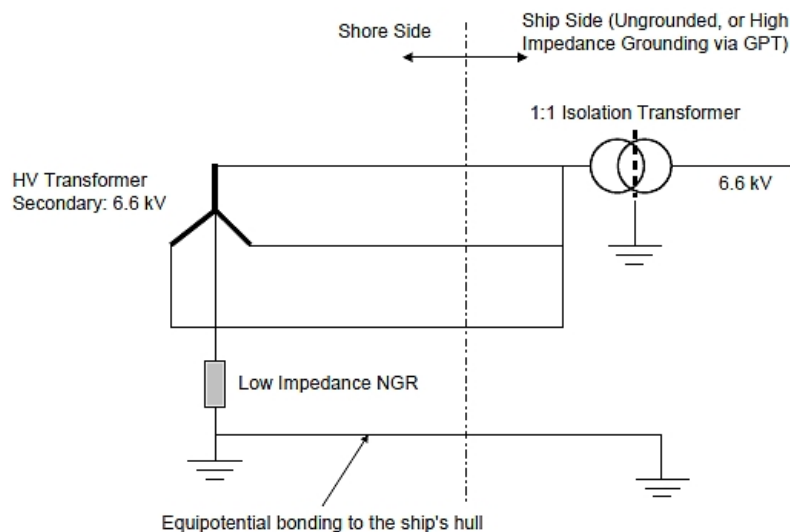 Shore Side
Ship Side (Ungrounded, or High
Impedance Grounding via GPT)
1:1 Isolation Transformer
HV Transformer
Secondary: 6.6 kV
6.6 kV
Low Impedance NGR
Equipotential bonding to the ship's hull